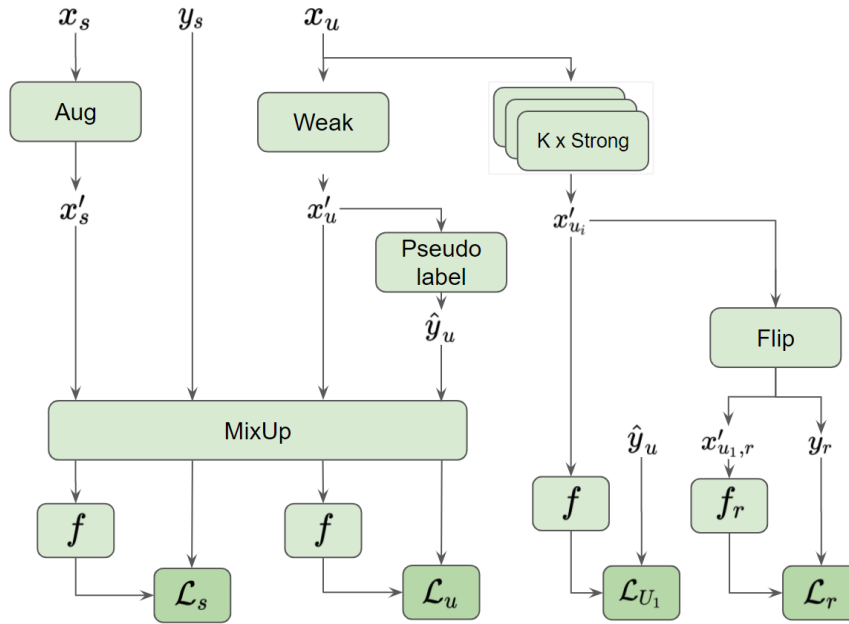 x_s y_s x_u
Aug
Weak
K x Strong
x'_s
x'_u
x'_{u_i}
Pseudo
label
ŷ_u
Flip
MixUp
ŷ_u
x'_{u_1,r} y_r
f
f
f
f_r
ℒ_s
ℒ_u
ℒ_{U_1}
ℒ_r